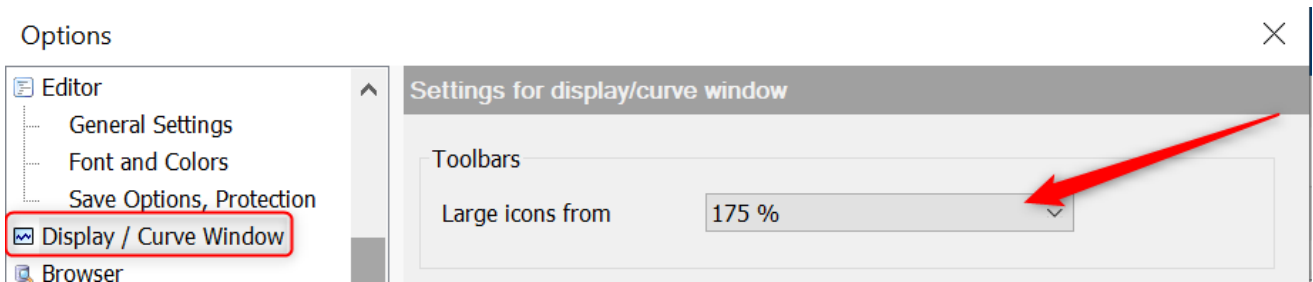 Options
Editor
General Settings
Font and Colors
Save Options, Protection
Display / Curve Window
Browser
Settings for display/curve window
Toolbars
Large icons from 175 %